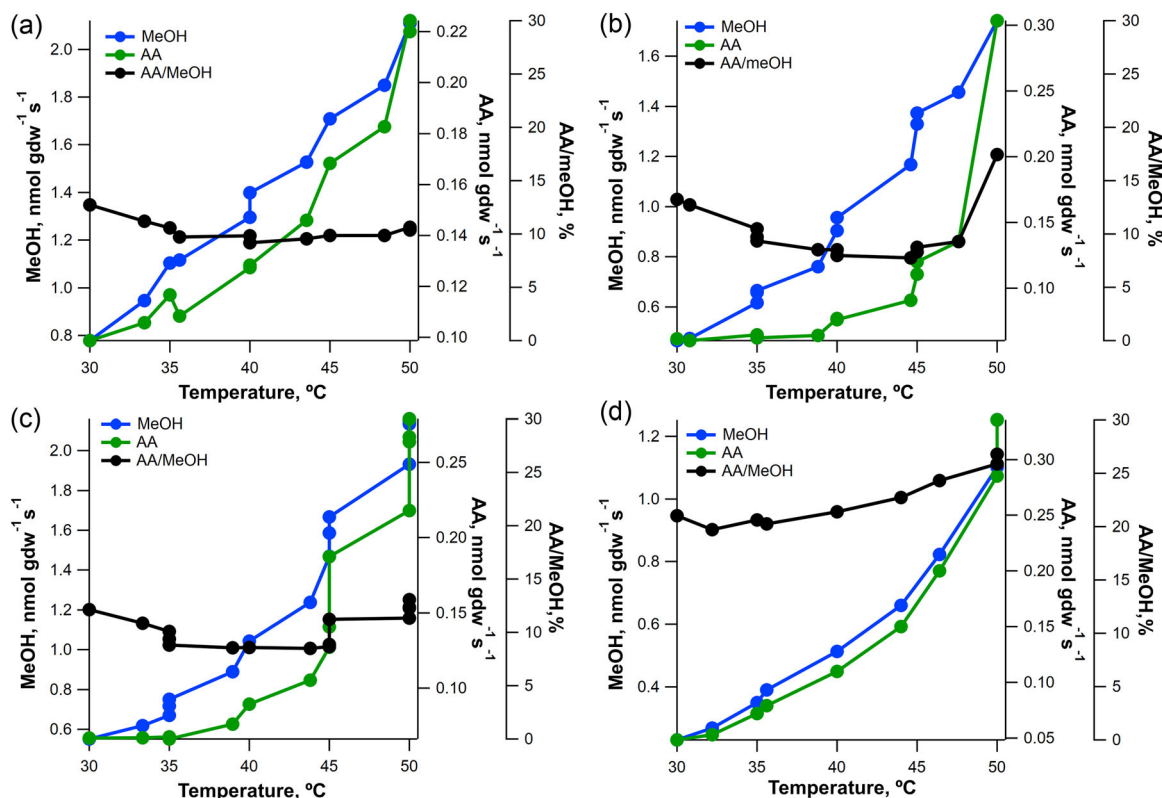 (a)
MeOH
AA
AA/MeOH
MeOH, nmol gdw⁻¹ s⁻¹
2.0
1.8
1.6
1.4
1.2
1.0
0.8
0.22
0.20
0.18
0.16
0.14
0.12
0.10
AA, nmol gdw⁻¹ s⁻¹
30
25
20
15
10
5
0
AA/meOH, %
30 35 40 45 50
Temperature, ºC
(b)
MeOH
AA
AA/meOH
MeOH, nmol gdw⁻¹ s⁻¹
1.6
1.4
1.2
1.0
0.8
0.6
0.30
0.25
0.20
0.15
0.10
AA, nmol gdw⁻¹ s⁻¹
30
25
20
15
10
5
0
AA/MeOH, %
30 35 40 45 50
Temperature, ºC
(c)
MeOH
AA
AA/MeOH
MeOH, nmol gdw⁻¹ s⁻¹
2.0
1.8
1.6
1.4
1.2
1.0
0.8
0.6
0.25
0.20
0.15
0.10
AA, nmol gdw⁻¹ s⁻¹
30
25
20
15
10
5
0
AA/MeOH,%
30 35 40 45 50
Temperature, ºC
(d)
MeOH
AA
AA/MeOH
MeOH, nmol gdw⁻¹ s⁻¹
1.2
1.0
0.8
0.6
0.4
0.30
0.25
0.20
0.15
0.10
0.05
AA, nmol gdw⁻¹ s⁻¹
30
25
20
15
10
5
0
AA/MeOH,%
30 35 40 45 50
Temperature, ºC